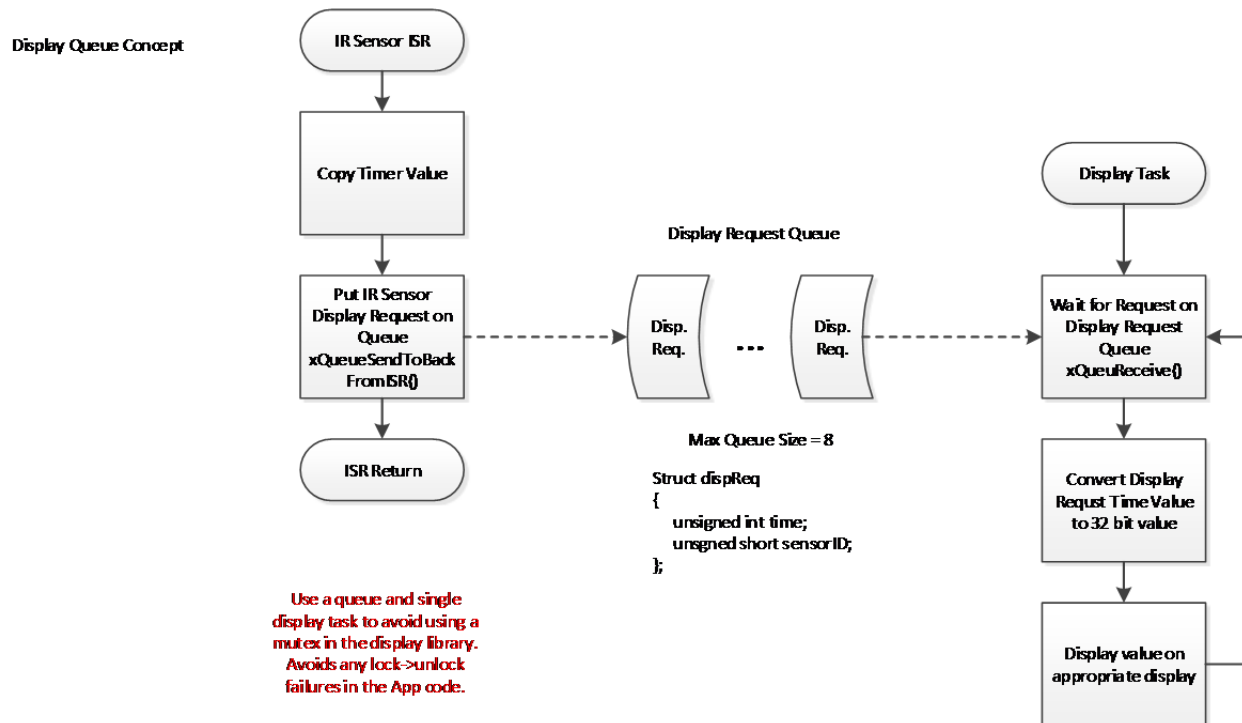 Display Queue Concept
IR Sensor ISR
Copy Timer Value
Put IR Sensor
Display Request on
Queue
xQueueSendToBack
FromISR()
ISR Return
Use a queue and single
display task to avoid using a
mutex in the display library.
Avoids any lock->unlock
failures in the App code.
Display Request Queue
Disp.
Req.
...
Disp.
Req.
Max Queue Size = 8
Struct dispReq
{
unsigned int time;
unsgned short sensorID;
};
Display Task
Wait for Request on
Display Request
Queue
xQueuReceive()
Convert Display
Requst Time Value
to 32 bit value
Display value on
appropriate display